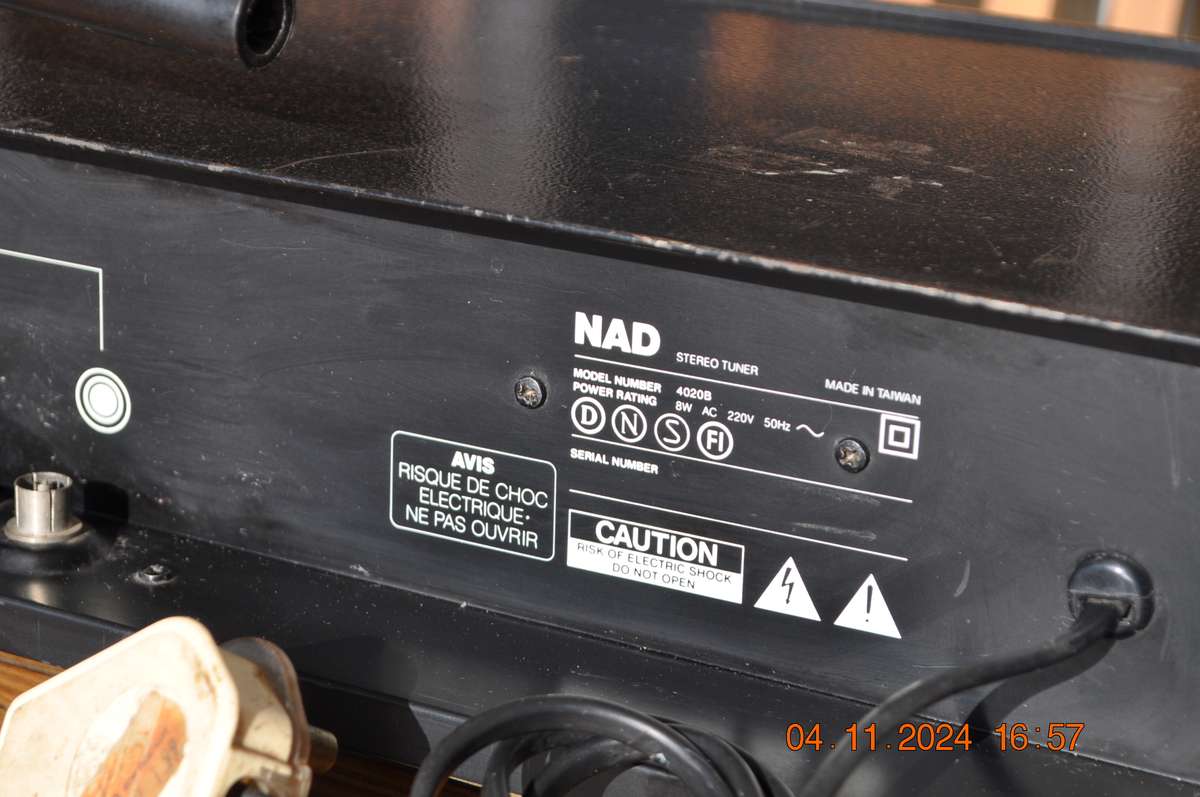 NAD STEREO TUNER MADE IN TAIWAN
MODEL NUMBER 4020B
POWER RATING 8W AC 220V 50Hz
D N S FI
SERIAL NUMBER
AVIS
RISQUE DE CHOC
ELECTRIQUE·
NE PAS OUVRIR
CAUTION
RISK OF ELECTRIC SHOCK
DO NOT OPEN
04.11.2024 16:57